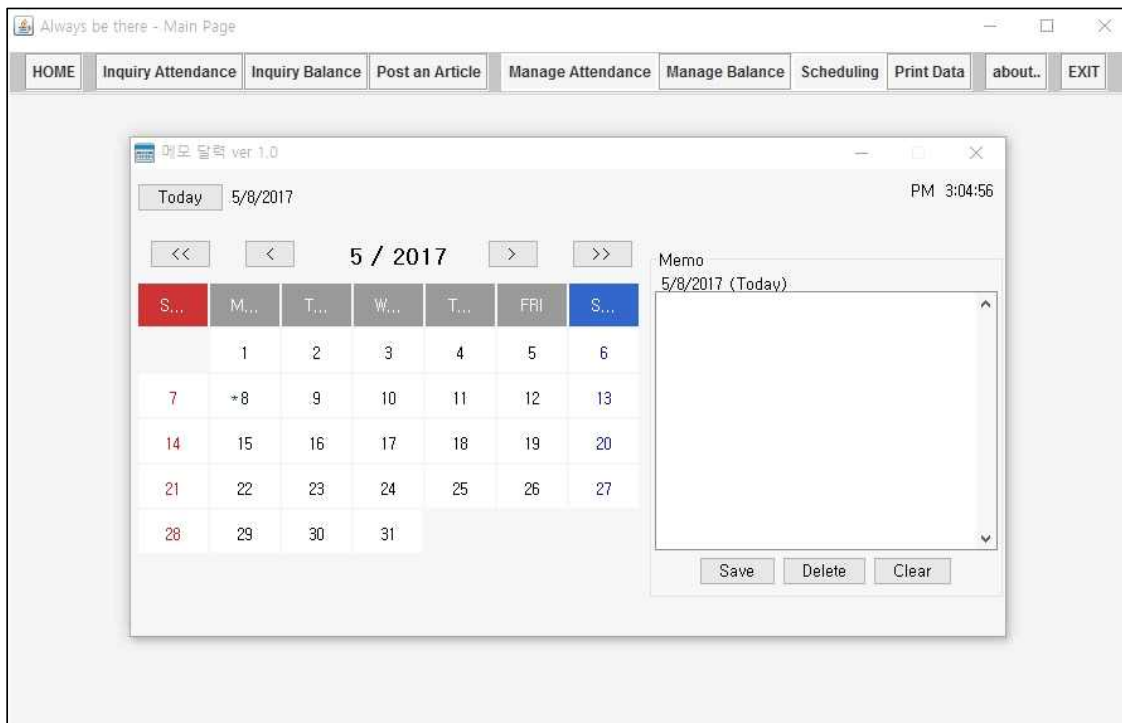 Always be there - Main Page
HOME Inquiry Attendance Inquiry Balance Post an Article Manage Attendance Manage Balance Scheduling Print Data about.. EXIT
메모 달력 ver 1.0
Today 5/8/2017
PM 3:04:56
<< < 5 / 2017 > >>
S... M... T... W... T... FRI S...
1 2 3 4 5 6
7 *8 9 10 11 12 13
14 15 16 17 18 19 20
21 22 23 24 25 26 27
28 29 30 31
Memo
5/8/2017 (Today)
Save Delete Clear